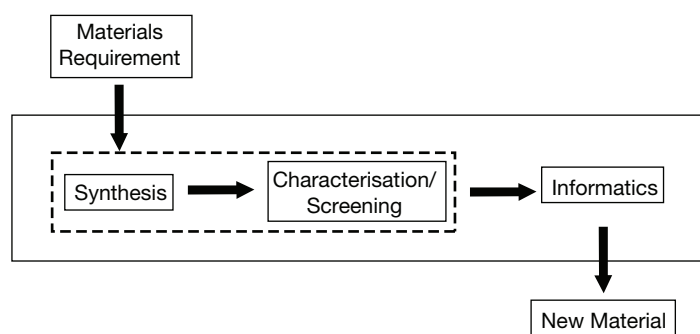 Materials
Requirement
Synthesis
Characterisation/
Screening
Informatics
New Material